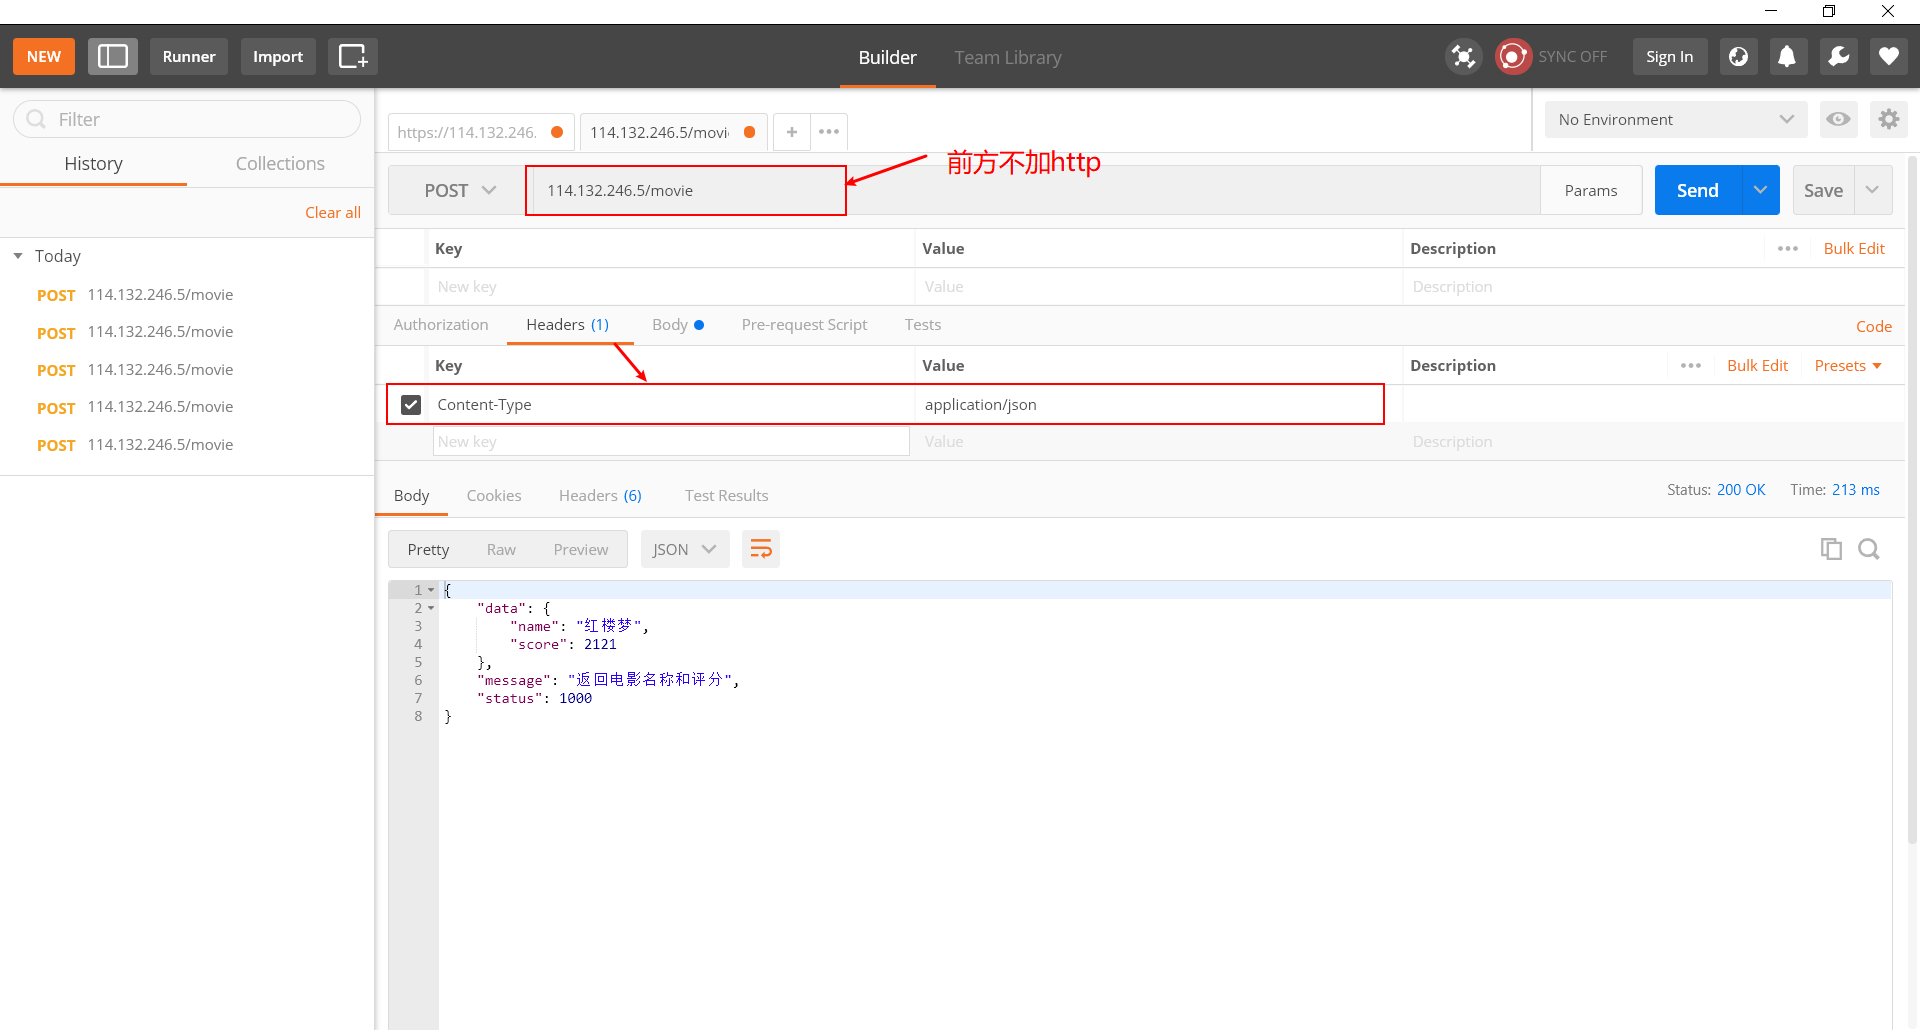 NEW Runner Import Builder Team Library SYNC OFF Sign In
Filter
History Collections
Clear all
Today
POST 114.132.246.5/movie
POST 114.132.246.5/movie
POST 114.132.246.5/movie
POST 114.132.246.5/movie
POST 114.132.246.5/movie
https://114.132.246. 114.132.246.5/movi + ••• No Environment
前方不加http
POST 114.132.246.5/movie Params Send Save
Key Value Description ••• Bulk Edit
New key Value Description
Authorization Headers (1) Body Pre-request Script Tests Code
Key Value Description ••• Bulk Edit Presets
Content-Type application/json
New key Value Description
Body Cookies Headers (6) Test Results Status: 200 OK Time: 213 ms
Pretty Raw Preview JSON
1 {
2 "data": {
3 "name": "红楼梦",
4 "score": 2121
5 },
6 "message": "返回电影名称和评分",
7 "status": 1000
8 }